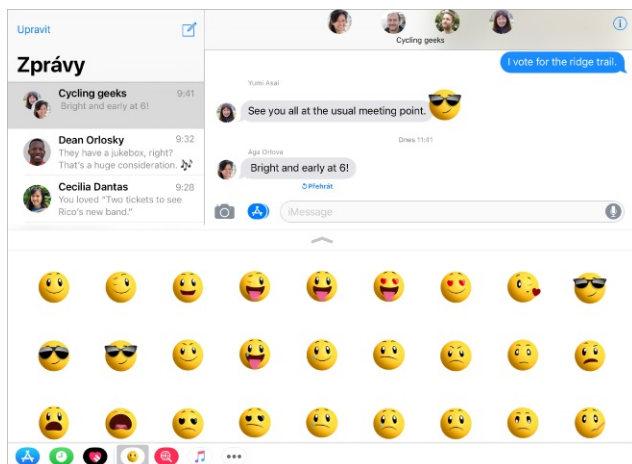 Upravit
Zprávy
Cycling geeks 9:41
Bright and early at 6!
Dean Orlosky 9:32
They have a jukebox, right?
That's a huge consideration.
Cecilia Dantas 9:28
You loved "Two tickets to see
Rico's new band."
Cycling geeks
I vote for the ridge trail.
Yumi Asai
See you all at the usual meeting point.
Dnes 11:41
Aga Orlova
Bright and early at 6!
Přehrát
iMessage